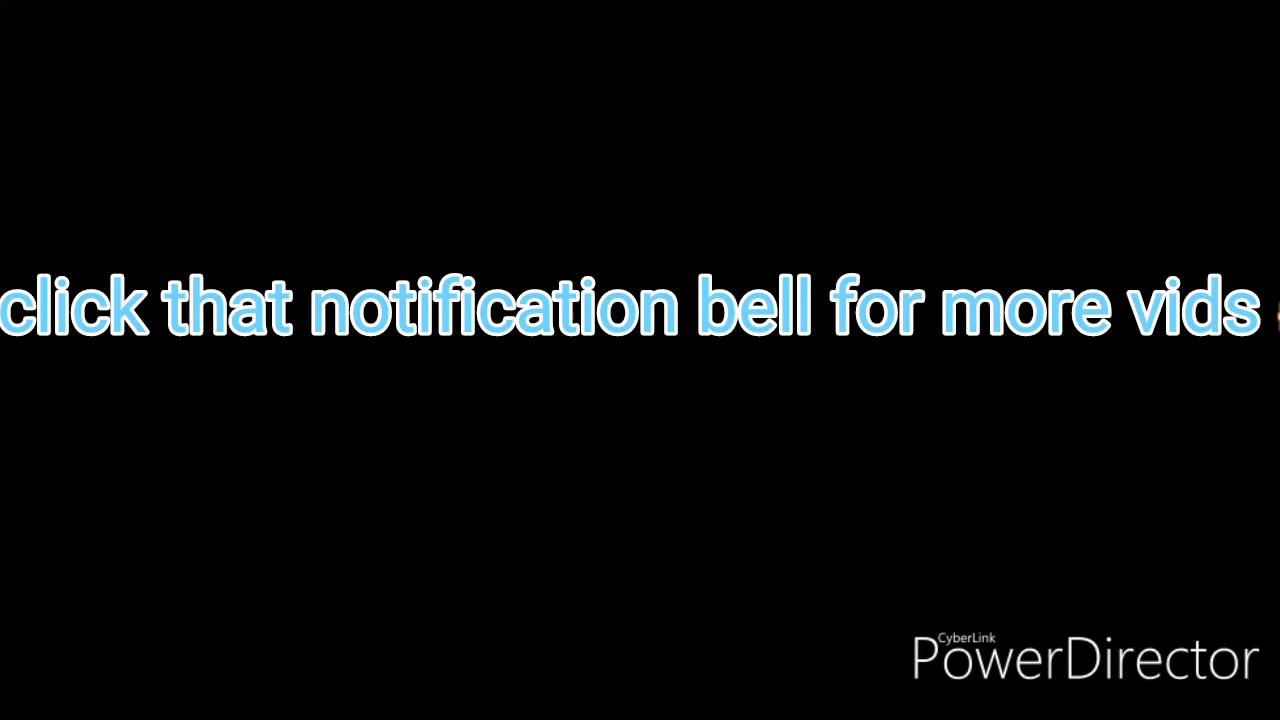 click that notification bell for more vids
CyberLink
PowerDirector